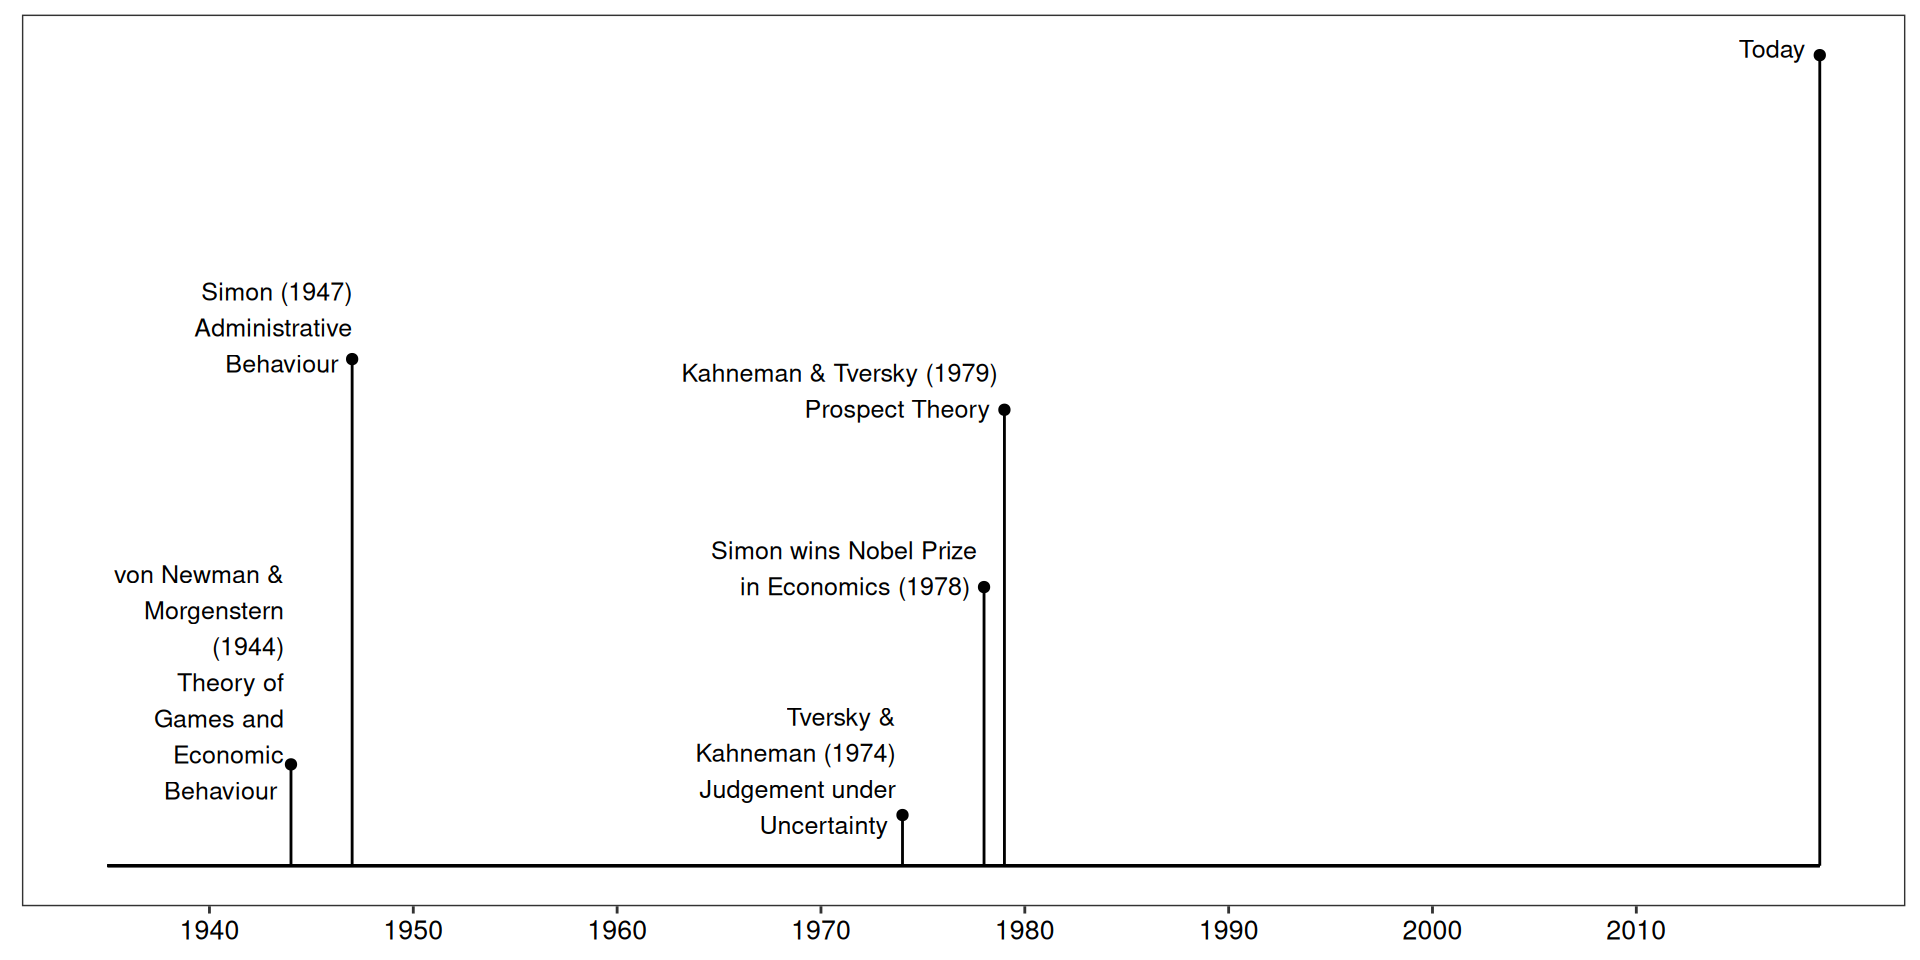 Today
Simon (1947)
Administrative
Behaviour
Kahneman & Tversky (1979)
Prospect Theory
Simon wins Nobel Prize
in Economics (1978)
von Newman &
Morgenstern
(1944)
Theory of
Games and
Economic
Behaviour
Tversky &
Kahneman (1974)
Judgement under
Uncertainty
1940 1950 1960 1970 1980 1990 2000 2010